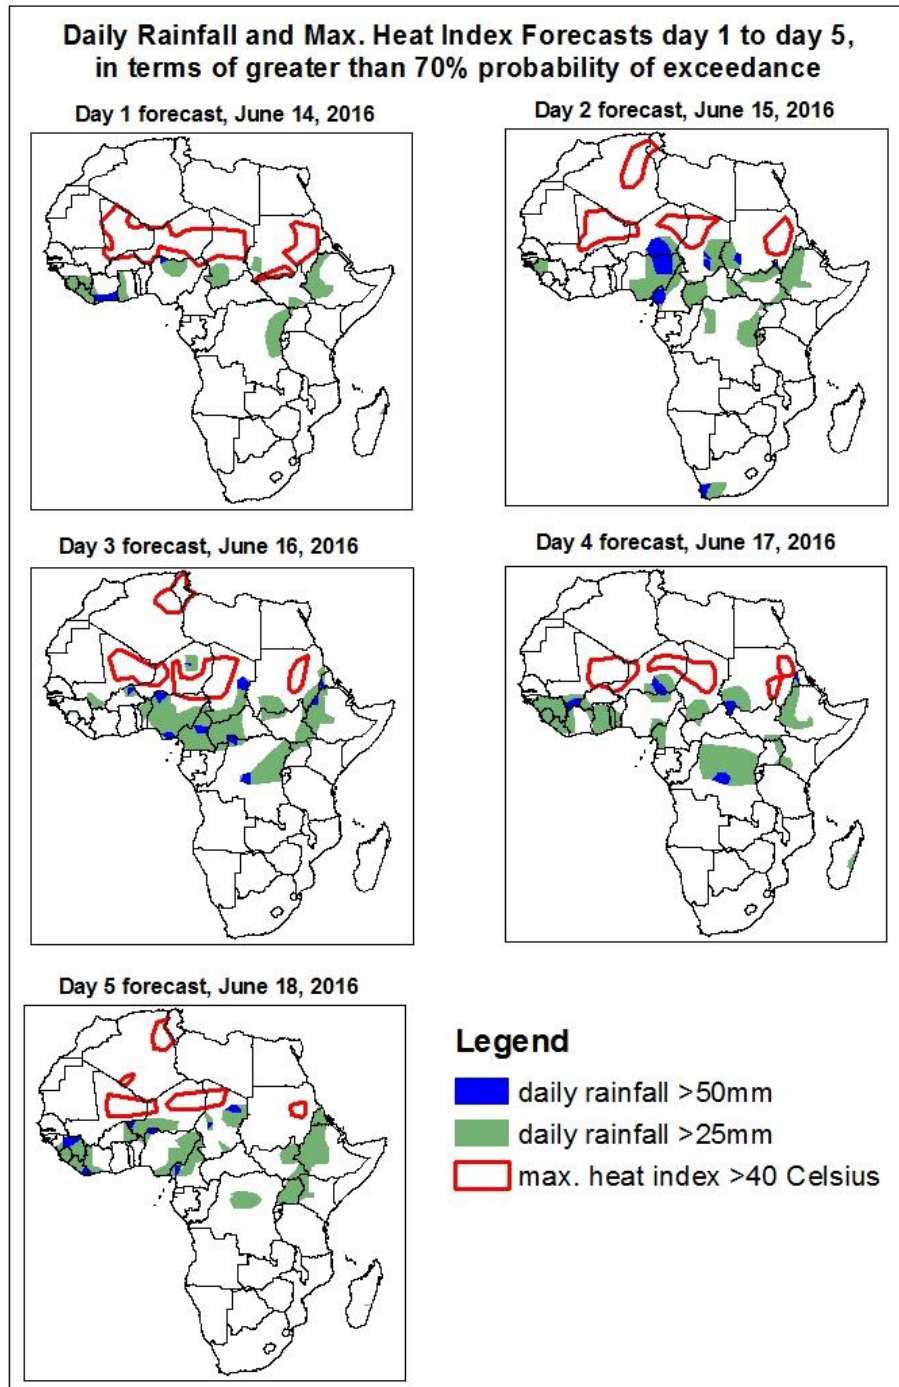 Daily Rainfall and Max. Heat Index Forecasts day 1 to day 5,
in terms of greater than 70% probability of exceedance
Day 1 forecast, June 14, 2016
Day 2 forecast, June 15, 2016
Day 3 forecast, June 16, 2016
Day 4 forecast, June 17, 2016
Day 5 forecast, June 18, 2016
Legend
daily rainfall >50mm
daily rainfall >25mm
max. heat index >40 Celsius